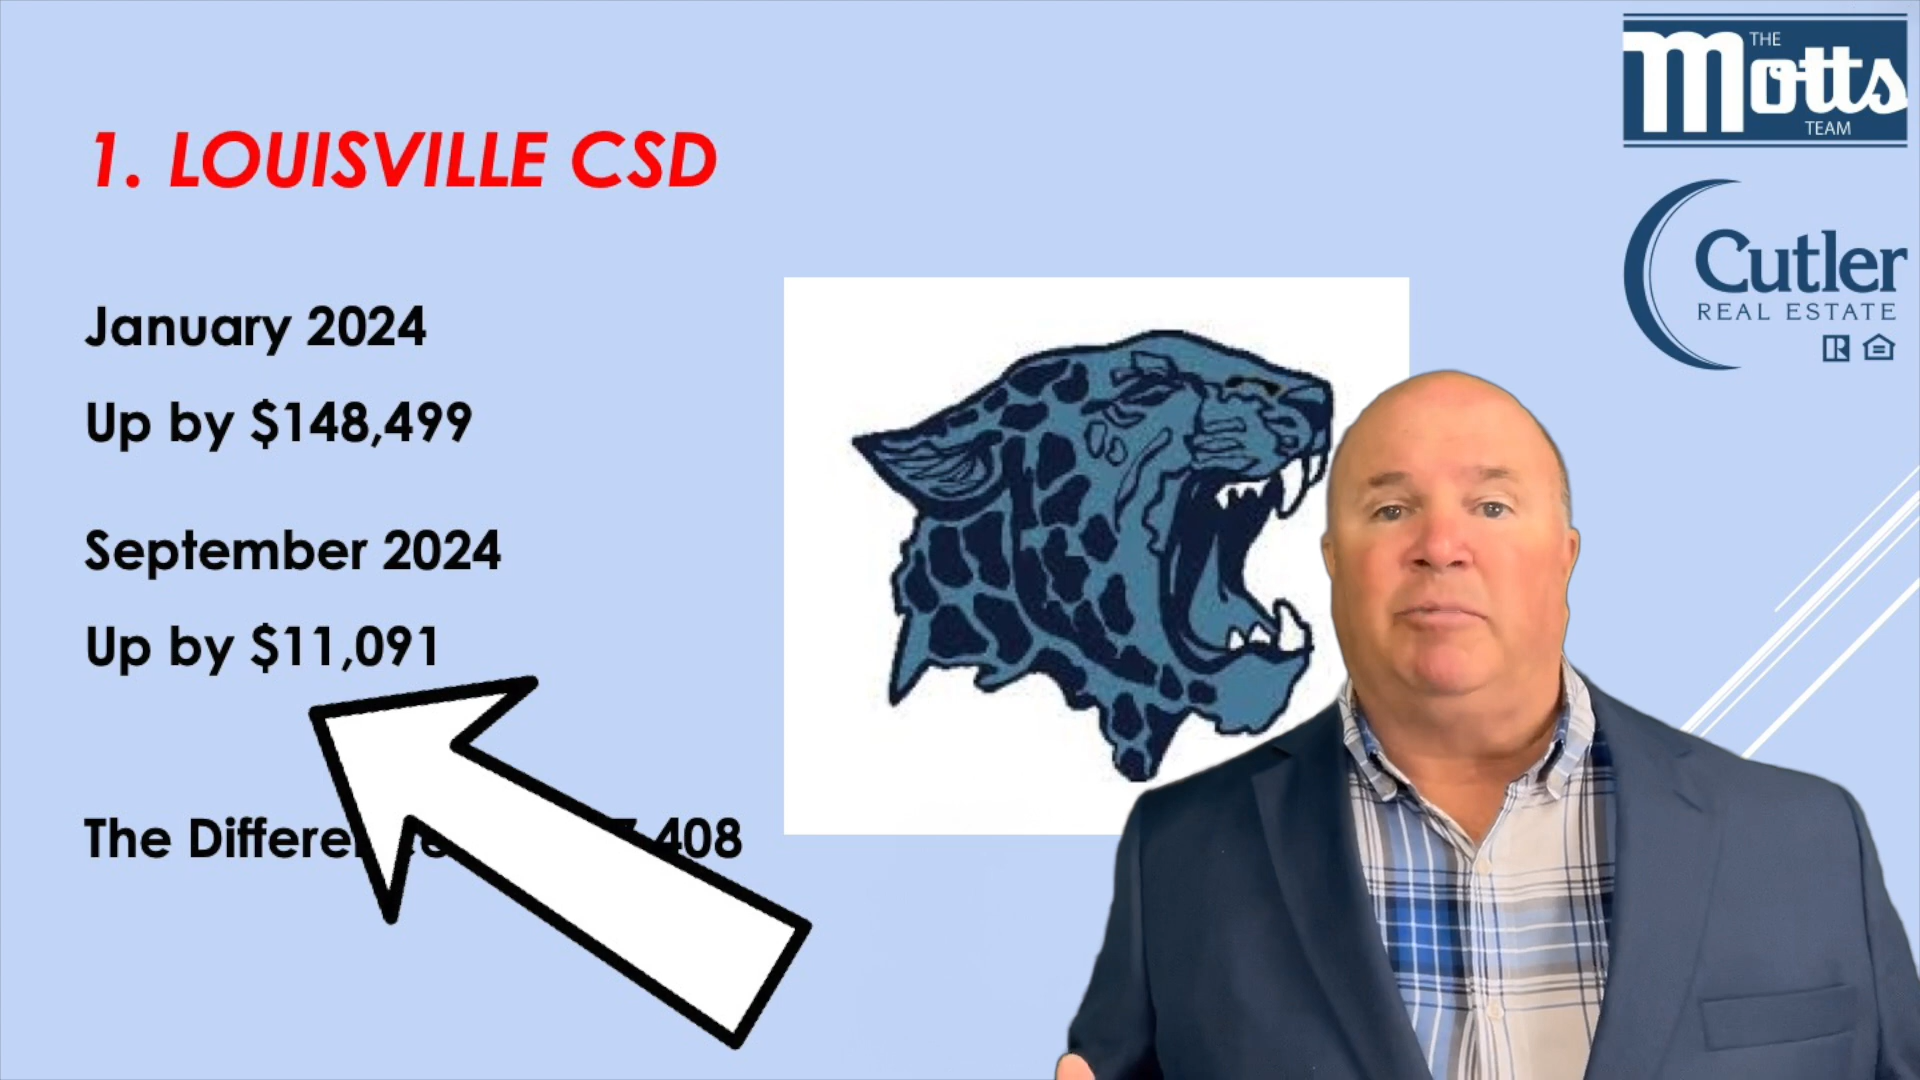 THE
Motts
TEAM
1. LOUISVILLE CSD
Cutler
REAL ESTATE
January 2024
Up by $148,499
September 2024
Up by $11,091
The 408